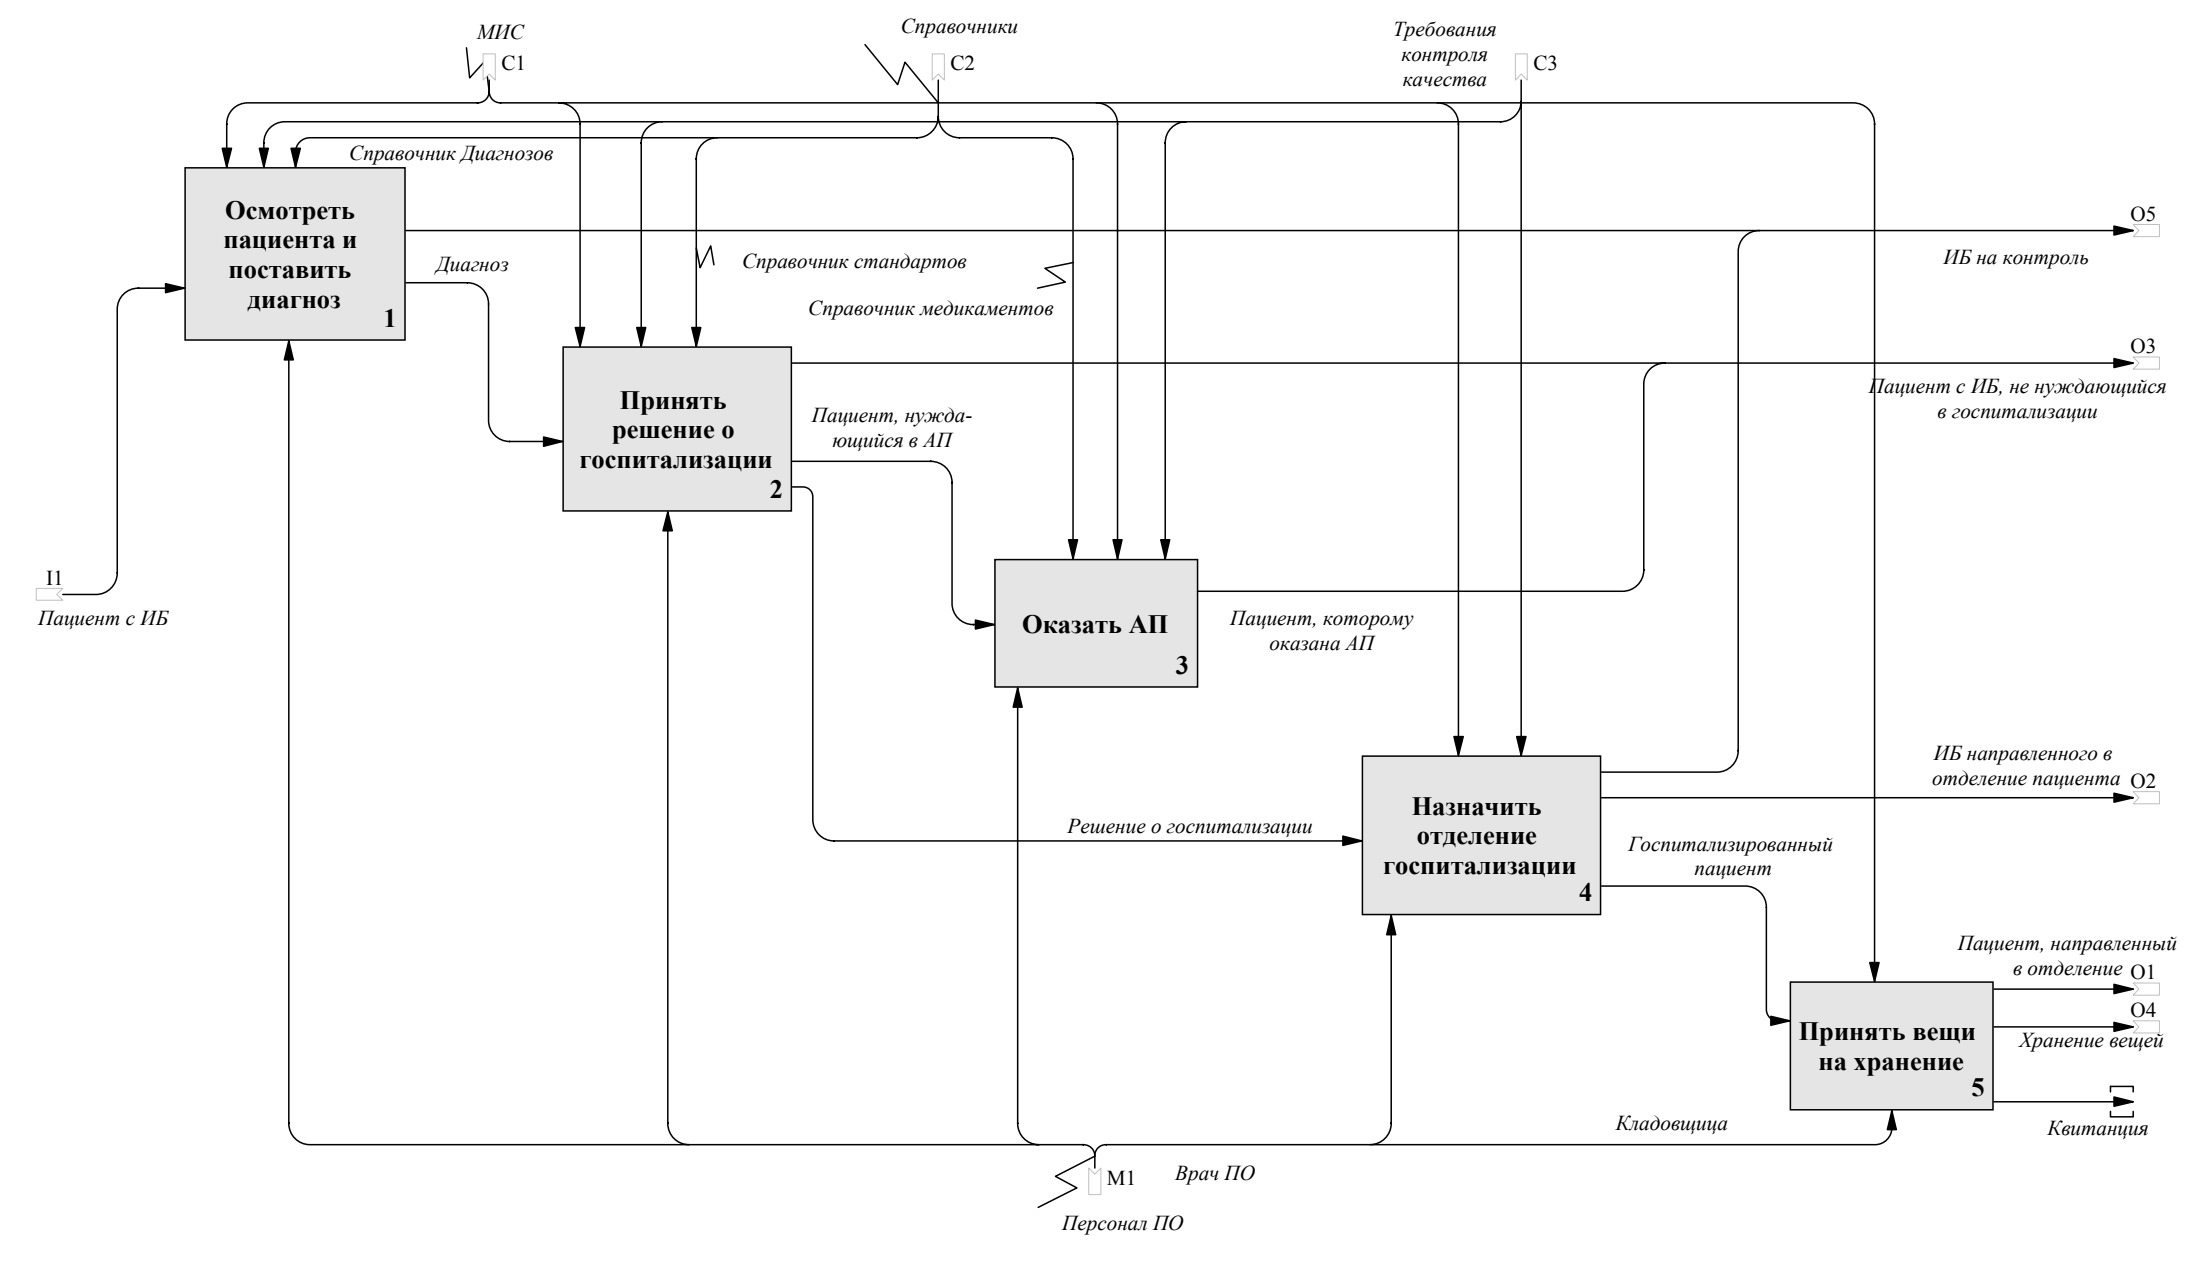 МИС
C1
Справочники
C2
Требования
контроля
качества
C3
Справочник Диагнозов
Осмотреть
пациента и
поставить
диагноз
1
Диагноз
Справочник стандартов
Справочник медикаментов
O5
ИБ на контроль
O3
Пациент с ИБ, не нуждающийся
в госпитализации
Принять
решение о
госпитализации
2
Пациент, нужда-
ющийся в АП
I1
Пациент с ИБ
Оказать АП
3
Пациент, которому
оказана АП
ИБ направленного в
отделение пациента
O2
Решение о госпитализации
Назначить
отделение
госпитализации
4
Госпитализированный
пациент
Пациент, направленный
в отделение
O1
O4
Хранение вещей
Принять вещи
на хранение
5
Квитанция
Кладовщица
M1
Врач ПО
Персонал ПО